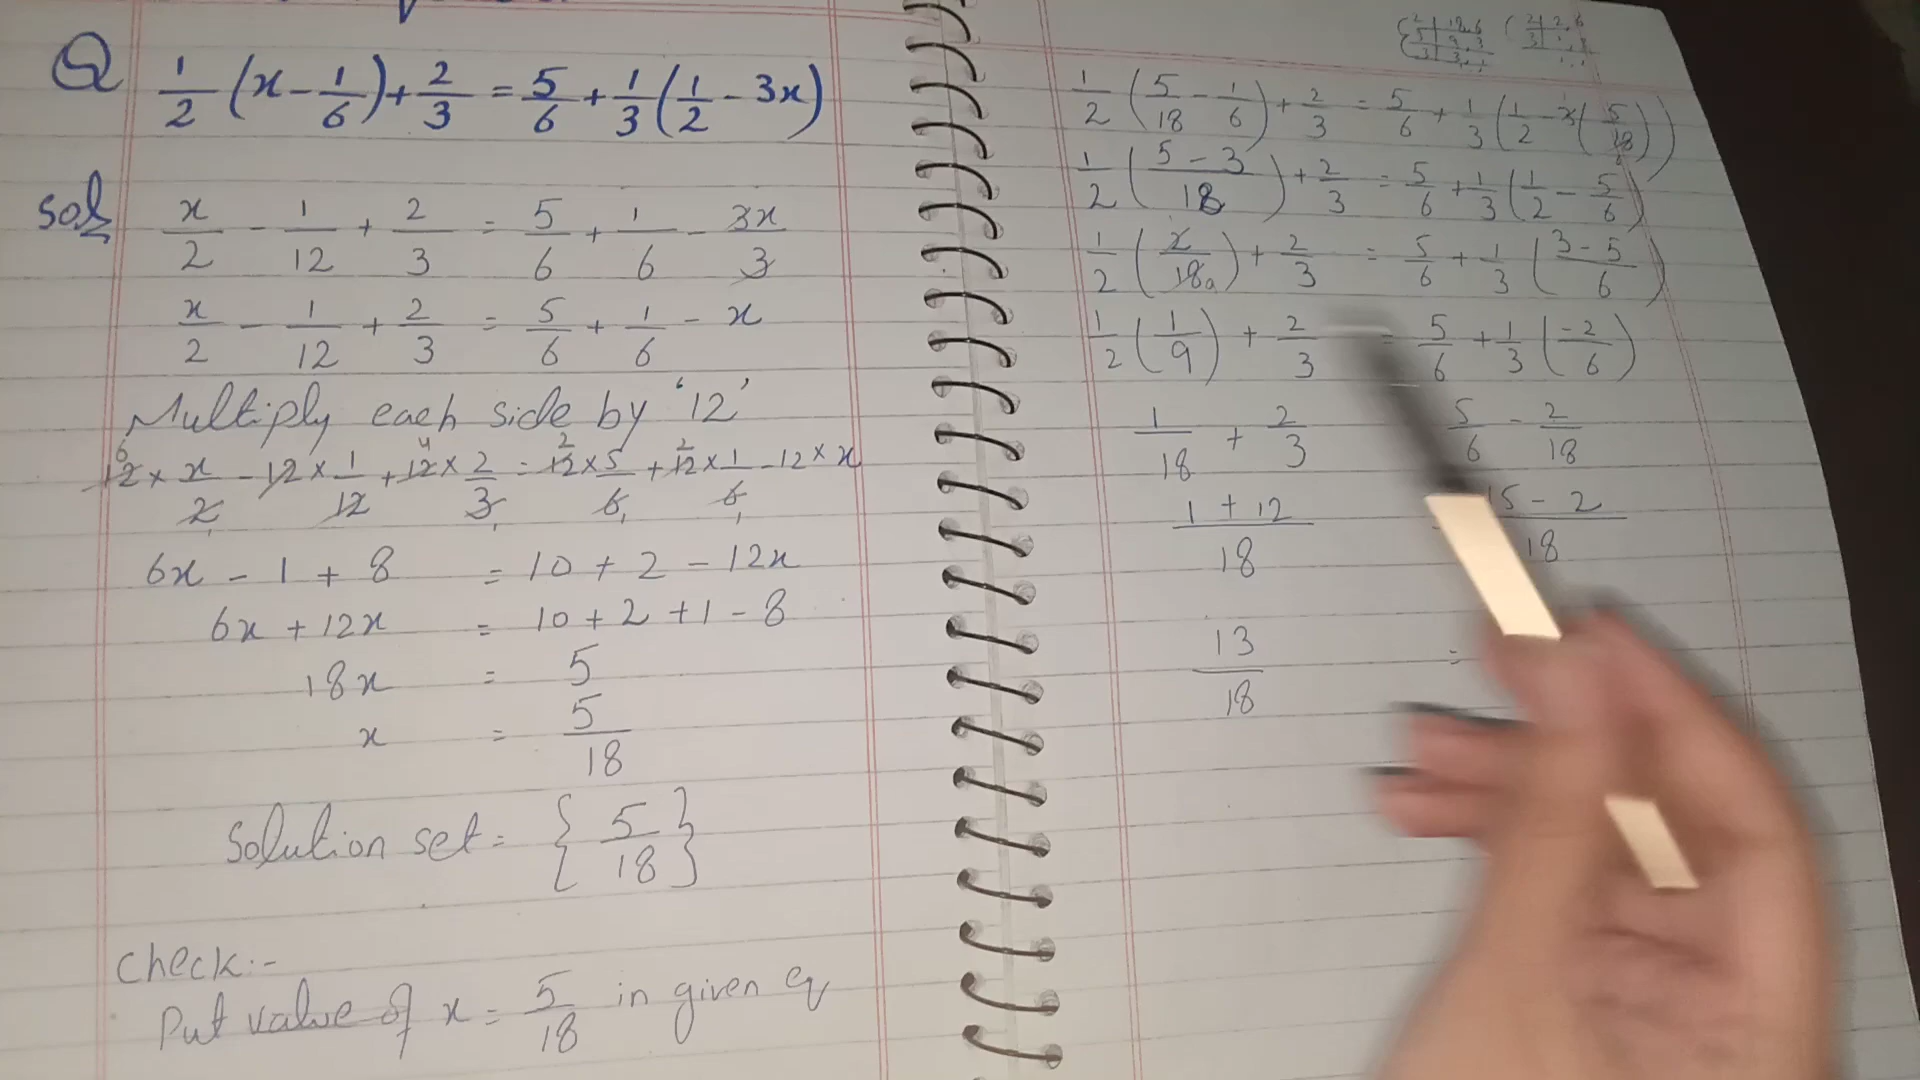 Q 1/2 (x - 1/6) + 2/3 = 5/6 + 1/3 (1/2 - 3x)
Sol x/2 - 1/12 + 2/3 = 5/6 + 1/6 - 3x/3
x/2 - 1/12 + 2/3 = 5/6 + 1/6 - x
Multiply each side by '12'
12 × x/2 - 12 × 1/12 + 12 × 2/3 = 12 × 5/6 + 12 × 1/6 - 12 × x
6x - 1 + 8 = 10 + 2 - 12x
6x + 12x = 10 + 2 + 1 - 8
18x = 5
x = 5/18
Solution set = {5/18}
Check:-
Put value of x = 5/18 in given eq
1/2 (5/18 - 1/6) + 2/3 = 5/6 + 1/3 (1/2 - 3(5/18))
1/2 ((5 - 3)/18) + 2/3 = 5/6 + 1/3 (1/2 - 5/6)
1/2 (2/18) + 2/3 = 5/6 + 1/3 ((3 - 5)/6)
1/2 (1/9) + 2/3 = 5/6 + 1/3 (-2/6)
1/18 + 2/3 5/6 - 2/18
(1 + 12)/18 (15 - 2)/18
13/18 =